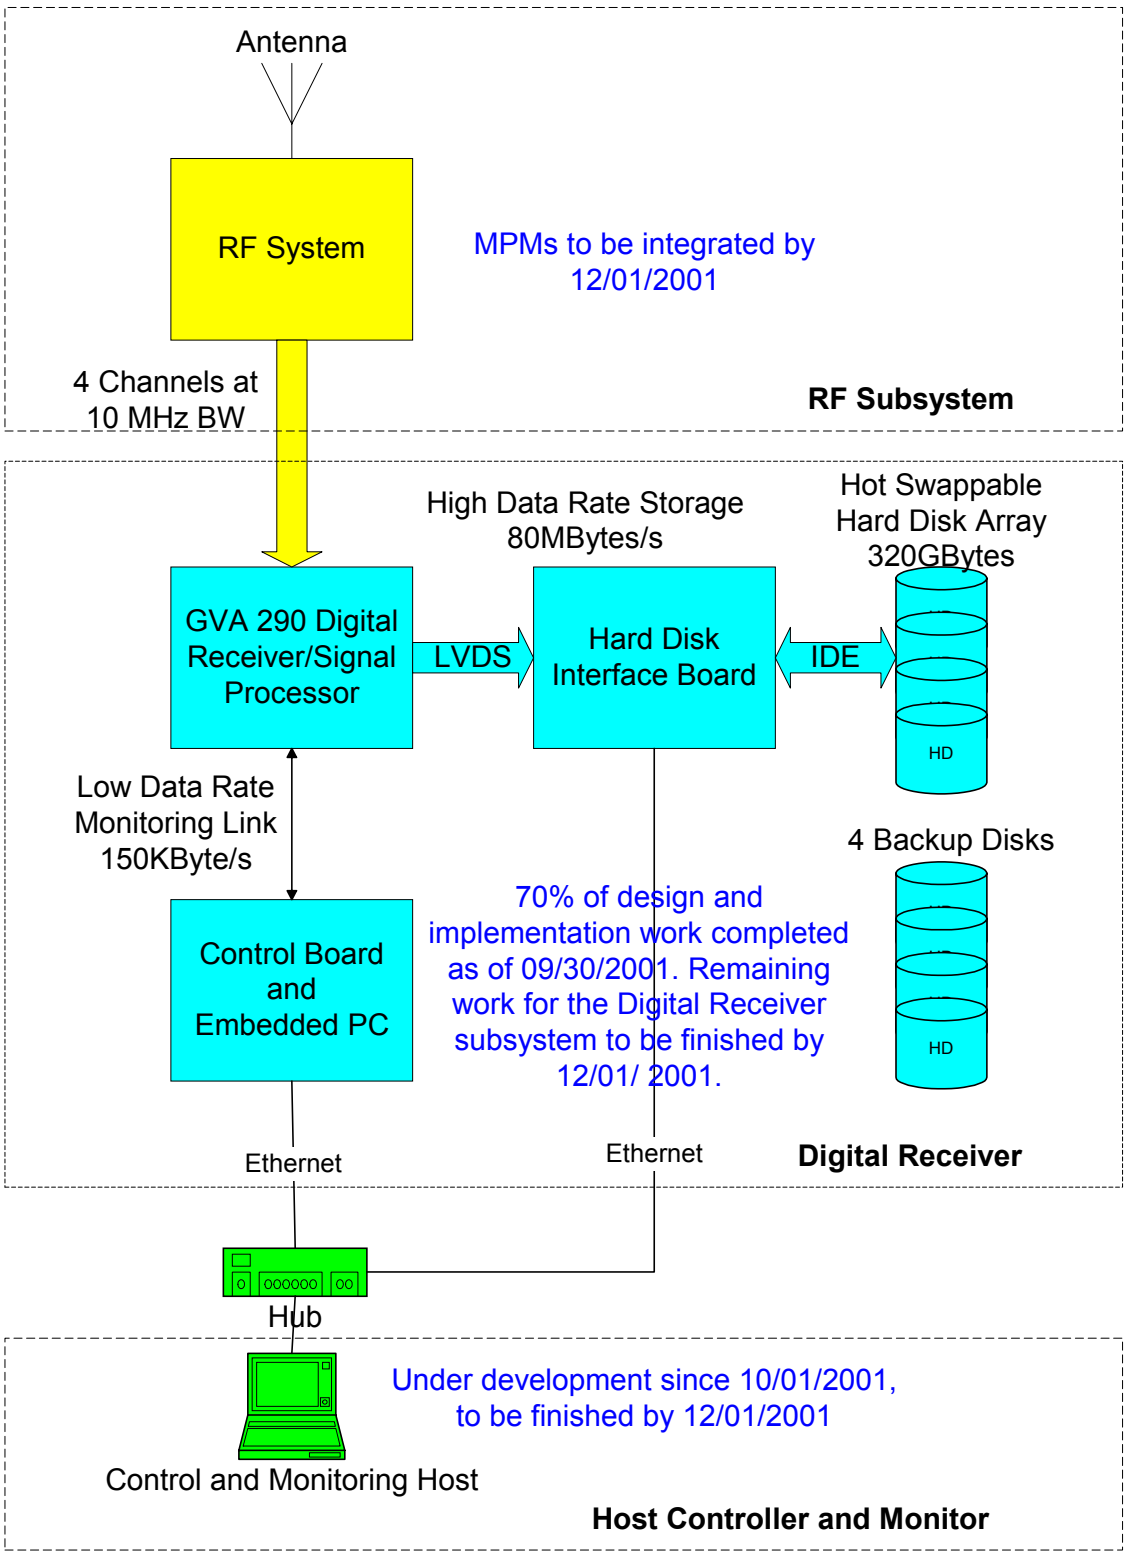 Antenna
RF System
MPMs to be integrated by
12/01/2001
4 Channels at
10 MHz BW
RF Subsystem
High Data Rate Storage
80MBytes/s
Hot Swappable
Hard Disk Array
320GBytes
GVA 290 Digital
Receiver/Signal
Processor
LVDS
Hard Disk
Interface Board
IDE
HD
Low Data Rate
Monitoring Link
150KByte/s
4 Backup Disks
HD
Control Board
and
Embedded PC
70% of design and
implementation work completed
as of 09/30/2001. Remaining
work for the Digital Receiver
subsystem to be finished by
12/01/ 2001.
Ethernet
Ethernet
Digital Receiver
Hub
Under development since 10/01/2001,
to be finished by 12/01/2001
Control and Monitoring Host
Host Controller and Monitor